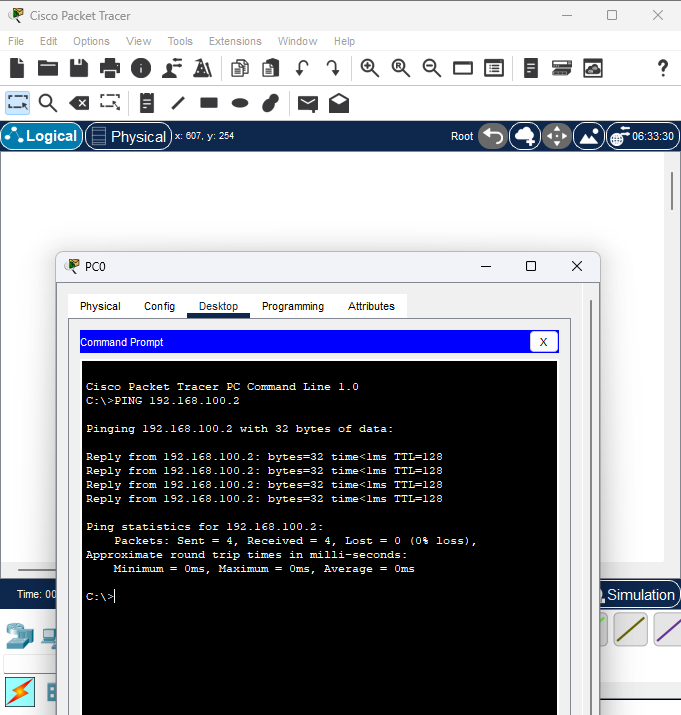 Cisco Packet Tracer
File Edit Options View Tools Extensions Window Help
Logical Physical x: 607, y: 254 Root 06:33:30
PC0
Physical Config Desktop Programming Attributes
Command Prompt X
Cisco Packet Tracer PC Command Line 1.0
C:\>PING 192.168.100.2
Pinging 192.168.100.2 with 32 bytes of data:
Reply from 192.168.100.2: bytes=32 time<1ms TTL=128
Reply from 192.168.100.2: bytes=32 time<1ms TTL=128
Reply from 192.168.100.2: bytes=32 time<1ms TTL=128
Reply from 192.168.100.2: bytes=32 time<1ms TTL=128
Ping statistics for 192.168.100.2:
Packets: Sent = 4, Received = 4, Lost = 0 (0% loss),
Approximate round trip times in milli-seconds:
Minimum = 0ms, Maximum = 0ms, Average = 0ms
C:\>
Time: 00 Simulation